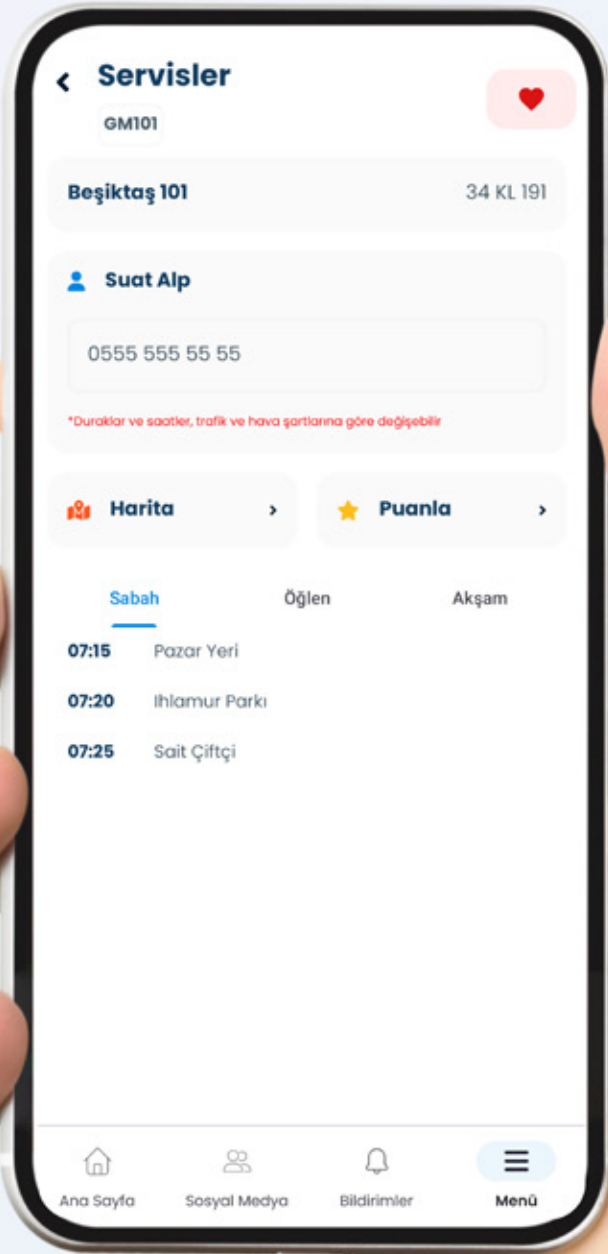 Servisler
GM101
Beşiktaş 101 34 KL 191
Suat Alp
0555 555 55 55
*Duraklar ve saatler, trafik ve hava şartlarına göre değişebilir
Harita
Puanla
Sabah Öğlen Akşam
07:15 Pazar Yeri
07:20 Ihlamur Parkı
07:25 Sait Çiftçi
Ana Sayfa Sosyal Medya Bildirimler Menü